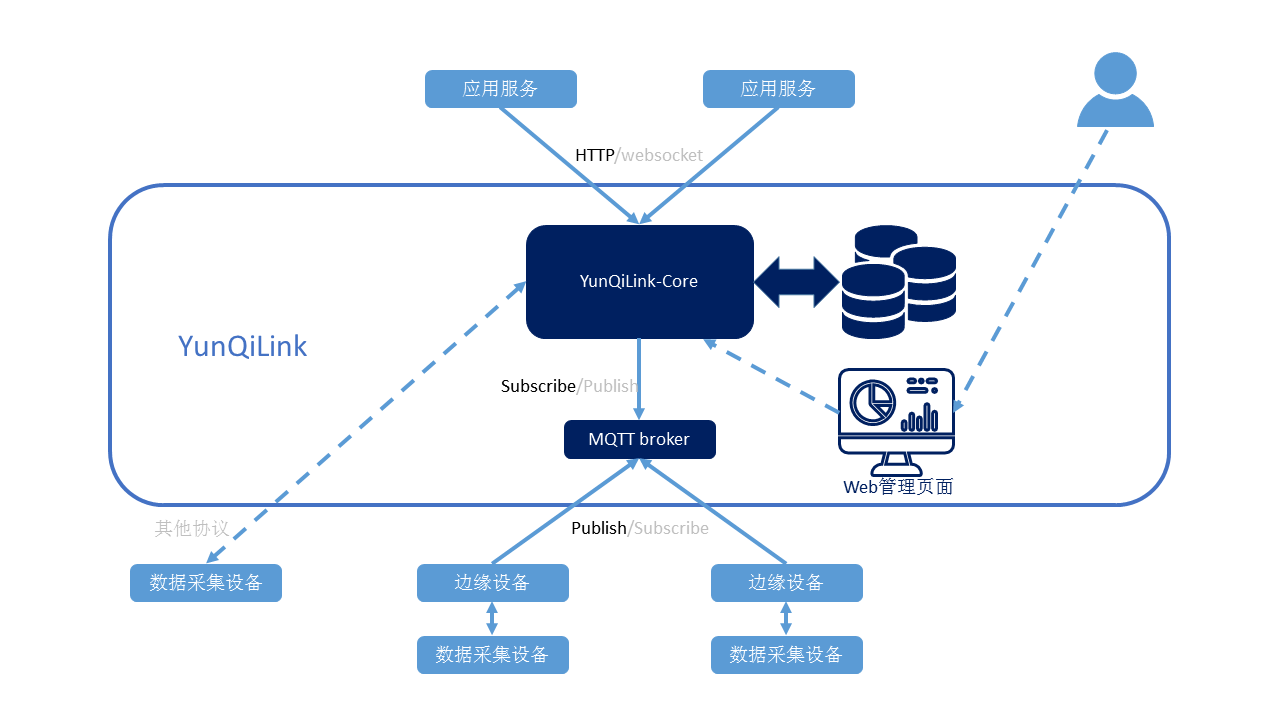 应用服务
应用服务
HTTP/websocket
YunQiLink-Core
YunQiLink
Subscribe/Publish
MQTT broker
Web管理页面
其他协议
Publish/Subscribe
数据采集设备
边缘设备
边缘设备
数据采集设备
数据采集设备